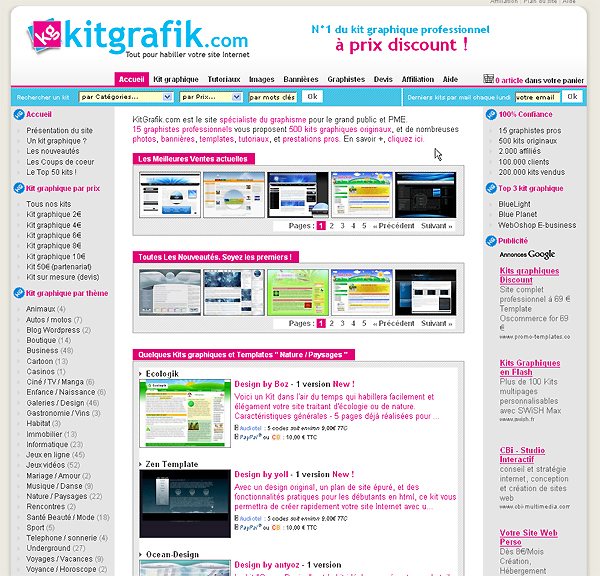 Affiliation | Plan du site | Aide
kg kitgrafik.com
Tout pour habiller votre site Internet
N°1 du kit graphique professionnel
à prix discount !
Accueil Kit graphique Tutoriaux Images Bannières Graphistes Devis Affiliation Aide
0 article dans votre panier
Rechercher un kit par Catégories... par Prix... par mots clés Ok
Derniers kits par mail chaque lundi votre email Ok
Accueil
Présentation du site
Un kit graphique ?
Les nouveautés
Les Coups de coeur
Le Top 50 kits !
Kit graphique par prix
Tous nos kits
Kit graphique 2€
Kit graphique 4€
Kit graphique 6€
Kit graphique 8€
Kit graphique 10€
Kit 50€ (partenariat)
Kit sur mesure (devis)
Kit graphique par thème
Animaux (4)
Autos / motos (7)
Blog Wordpress (2)
Boutique (14)
Business (48)
Cartoon (13)
Casinos (1)
Ciné / TV / Manga (6)
Enfance / Naissance (6)
Galeries / Design (46)
Gastronomie / Vins (3)
Habitat (3)
Immobilier (13)
Informatique (23)
Jeux en ligne (45)
Jeux vidéos (52)
Mariage / Amour (2)
Musique / Danse (9)
Nature / Paysages (22)
Rencontres (2)
Santé Beauté / Mode (18)
Sport (5)
Telephone / sonnerie (4)
Underground (27)
Voyages / Vacances (9)
Voyance / Horoscope (2)
KitGrafik.com est le site spécialiste du graphisme pour le grand public et PME.
15 graphistes professionnels vous proposent 500 kits graphiques originaux, et de nombreuses
photos, bannières, templates, tutoriaux, et prestations pros. En savoir +, cliquez ici.
Les Meilleures Ventes actuelles
Pages : 1 2 3 4 5 « Précédent Suivant »
Toutes Les Nouveautés. Soyez les premiers !
Pages : 1 2 3 4 5 « Précédent Suivant »
Quelques Kits graphiques et Templates " Nature / Paysages "
Ecologik
Design by Boz - 1 version New !
Voici un Kit dans l'air du temps qui habillera facilement et
élégament votre site traitant d'écologie ou de nature.
Caractéristiques générales - 5 pages déjà réalisées pour ...
Audiotel : 5 codes soit environ 9,00€ TTC
PayPal ou CB : 10,00 € TTC
Zen Template
Design by yoll - 1 version New !
Avec un design original, un plan de site épuré, et des
fonctionnalités pratiques pour les débutants en html, ce kit vous
permettra de créer rapidement votre site Internet avec u...
Audiotel : 5 codes soit environ 9,00€ TTC
PayPal ou CB : 10,00 € TTC
Ocean-Design
Design by antyoz - 1 version
100% Confiance
15 graphistes pros
500 kits originaux
2.000 affiliés
100.000 clients
200.000 kits vendus
Top 3 kit graphique
BlueLight
Blue Planet
WebOshop E-business
Publicité
Annonces Google
Kits graphiques
Discount
Site complet
professionnel à 69 €
Template
Oscommerce for 69
€
www.promo-templates.co
Kits Graphiques
en Flash
Plus de 100 Kits
multipages
personnalisables
avec SWiSH Max
www.swish.fr
CBi - Studio
Interactif
conseil et stratégie
internet, conception
et création de sites
web
www.cbi-multimedia.com
Votre Site Web
Perso
Dès 8€/Mois
Création,
Hébergement